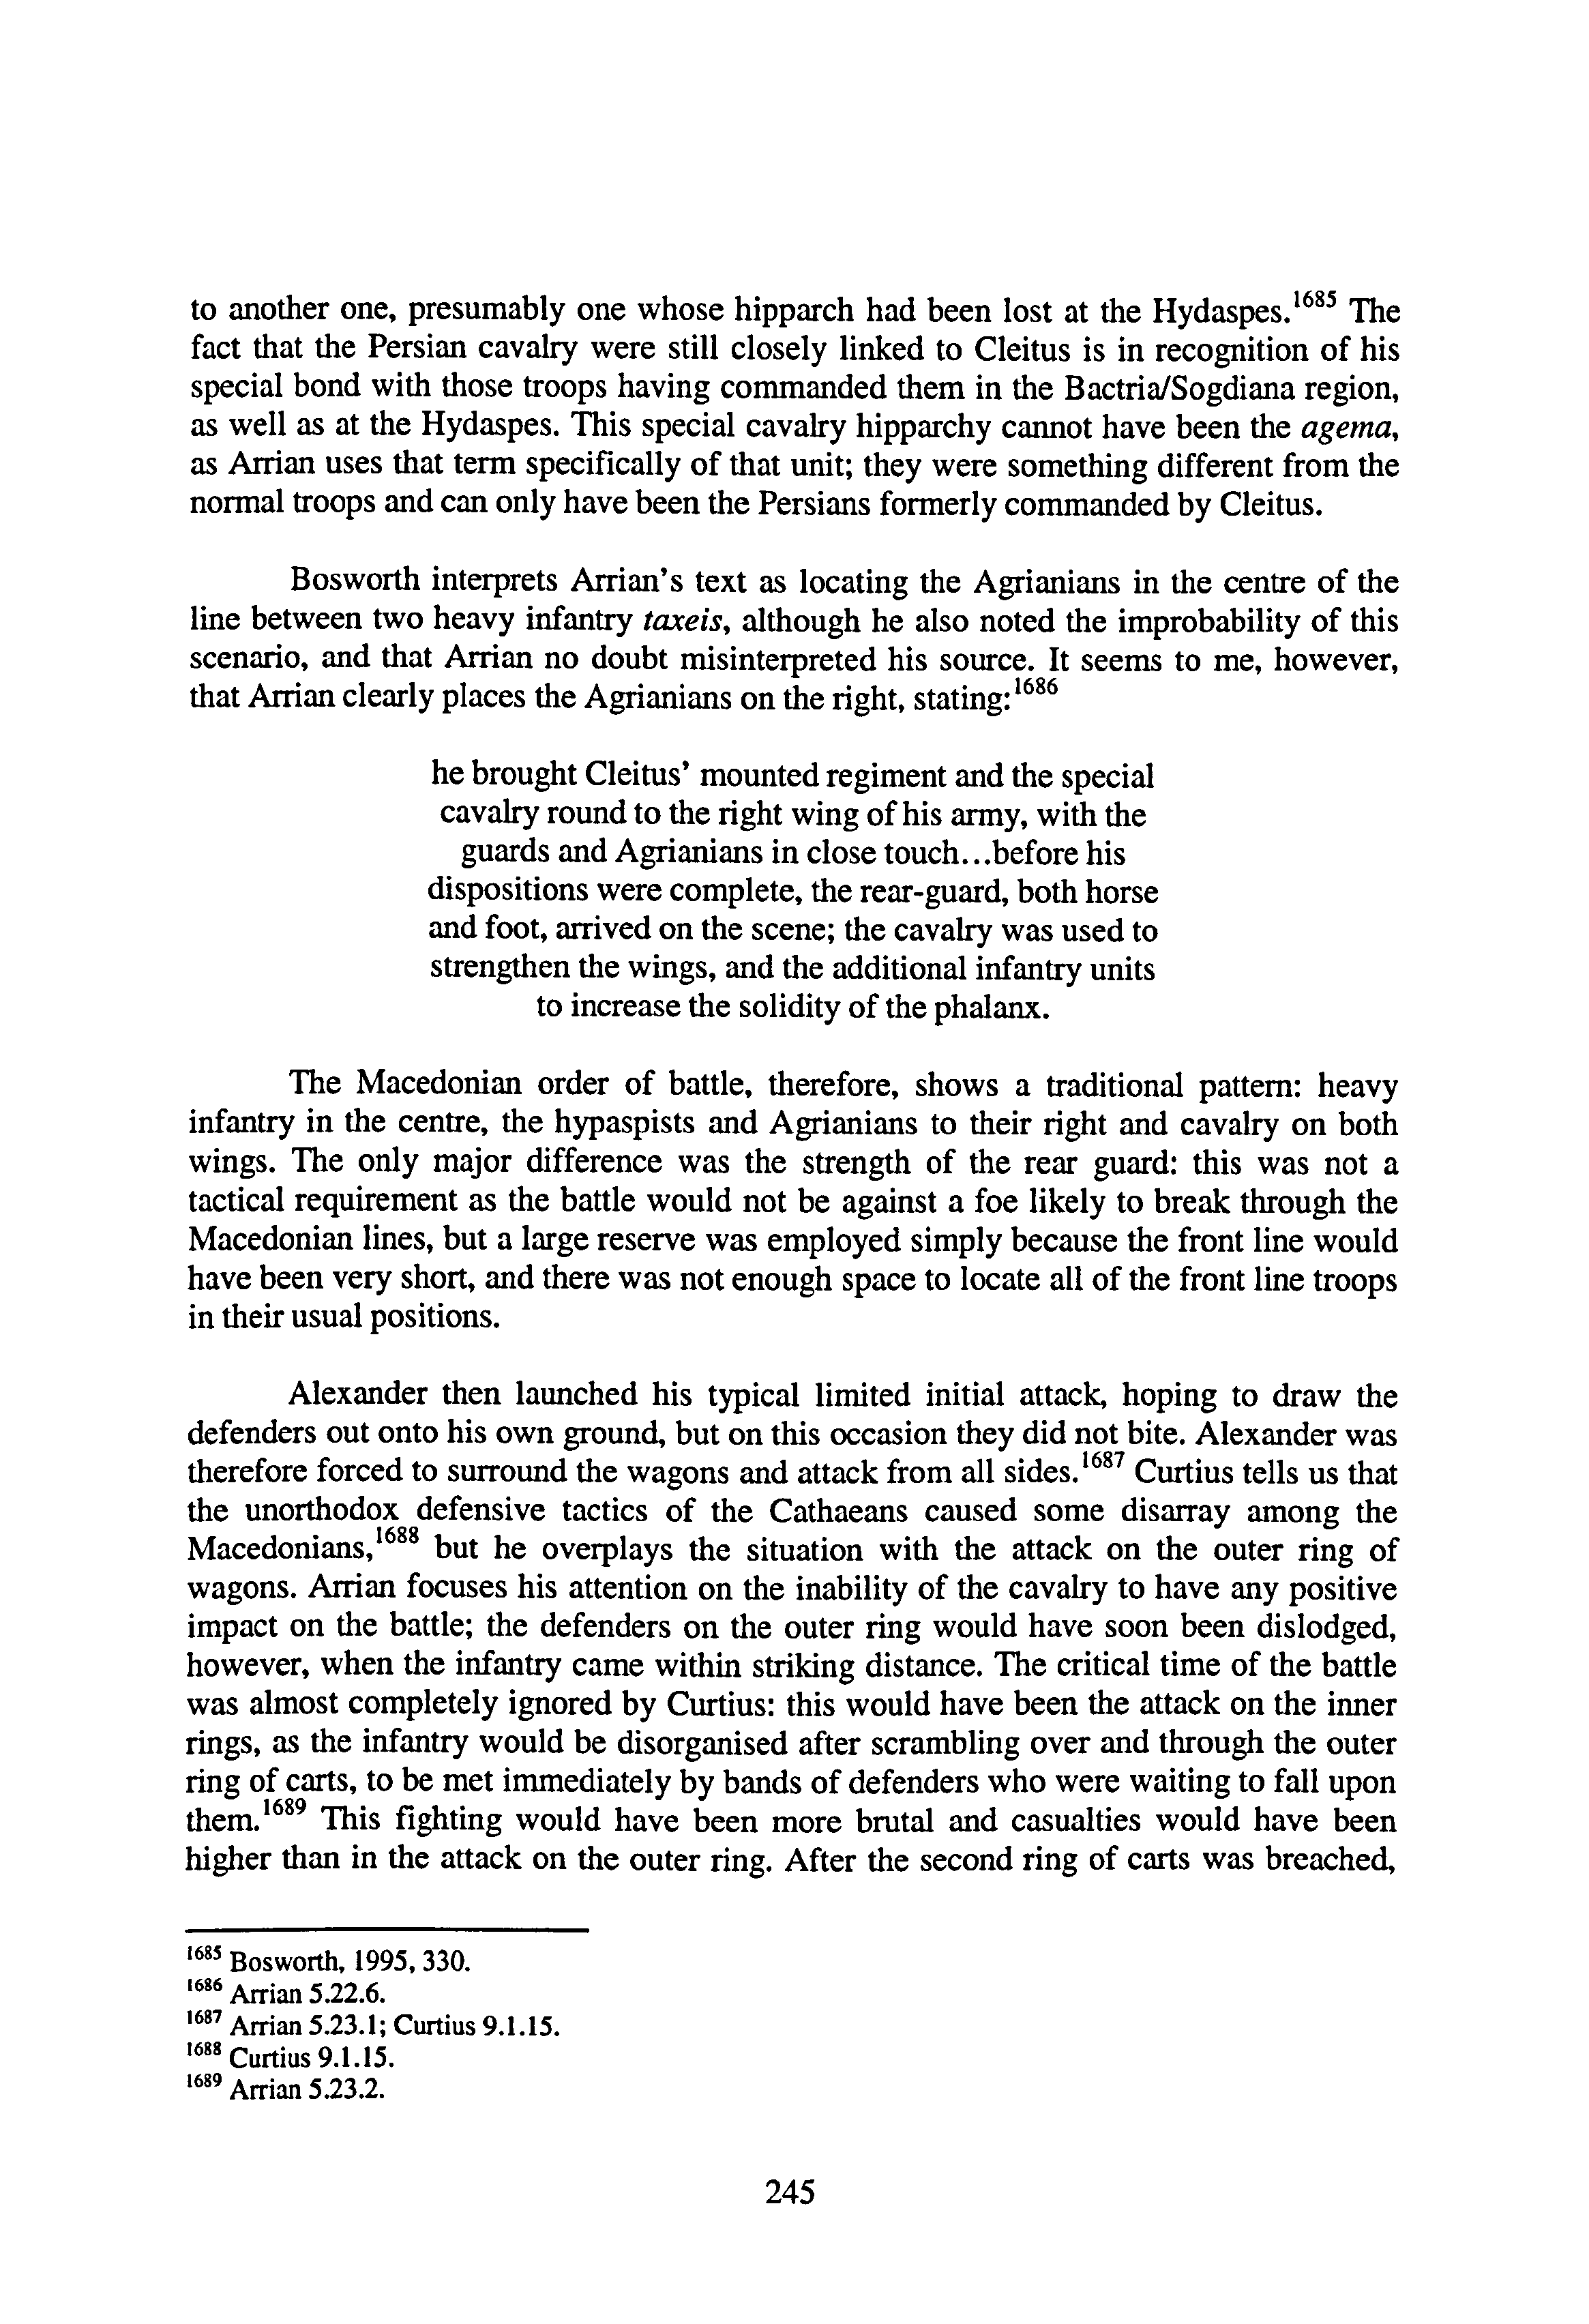 to another one, presumably one whose hipparch had been lost at the Hydaspes.1685 The
fact that the Persian cavalry were still closely linked to Cleitus is in recognition of his
special bond with those troops having commanded them in the Bactria/Sogdiana region,
as well as at the Hydaspes. This special cavalry hipparchy cannot have been the agema,
as Arrian uses that term specifically of that unit; they were something different from the
normal troops and can only have been the Persians formerly commanded by Cleitus.
Bosworth interprets Arrian's text as locating the Agrianians in the centre of the
line between two heavy infantry taxeis, although he also noted the improbability of this
scenario, and that Arrian no doubt misinterpreted his source. It seems to me, however,
that Arrian clearly places the Agrianians on the right, stating:1686
he brought Cleitus' mounted regiment and the special
cavalry round to the right wing of his army, with the
guards and Agrianians in close touch...before his
dispositions were complete, the rear-guard, both horse
and foot, arrived on the scene; the cavalry was used to
strengthen the wings, and the additional infantry units
to increase the solidity of the phalanx.
The Macedonian order of battle, therefore, shows a traditional pattern: heavy
infantry in the centre, the hypaspists and Agrianians to their right and cavalry on both
wings. The only major difference was the strength of the rear guard: this was not a
tactical requirement as the battle would not be against a foe likely to break through the
Macedonian lines, but a large reserve was employed simply because the front line would
have been very short, and there was not enough space to locate all of the front line troops
in their usual positions.
Alexander then launched his typical limited initial attack, hoping to draw the
defenders out onto his own ground, but on this occasion they did not bite. Alexander was
therefore forced to surround the wagons and attack from all sides.1687 Curtius tells us that
the unorthodox defensive tactics of the Cathaeans caused some disarray among the
Macedonians,1688 but he overplays the situation with the attack on the outer ring of
wagons. Arrian focuses his attention on the inability of the cavalry to have any positive
impact on the battle; the defenders on the outer ring would have soon been dislodged,
however, when the infantry came within striking distance. The critical time of the battle
was almost completely ignored by Curtius: this would have been the attack on the inner
rings, as the infantry would be disorganised after scrambling over and through the outer
ring of carts, to be met immediately by bands of defenders who were waiting to fall upon
them.1689 This fighting would have been more brutal and casualties would have been
higher than in the attack on the outer ring. After the second ring of carts was breached,
1685 Bosworth, 1995, 330.
1686 Arrian 5.22.6.
1687 Arrian 5.23.1; Curtius 9.1.15.
1688 Curtius 9.1.15.
1689 Arrian 5.23.2.
245